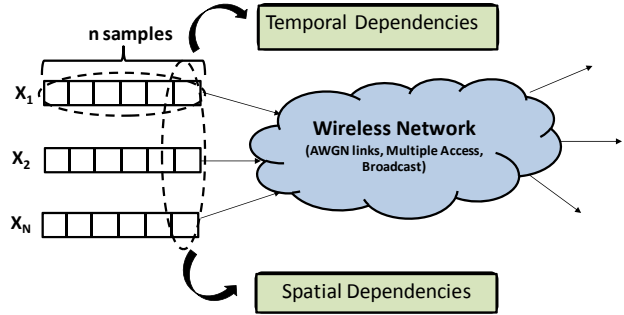 Temporal Dependencies
n samples
X1
X2
XN
Wireless Network
(AWGN links, Multiple Access,
Broadcast)
Spatial Dependencies